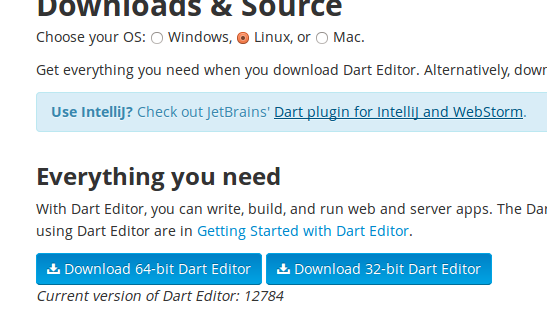 Downloads & Source
Choose your OS: Windows, Linux, or Mac.
Get everything you need when you download Dart Editor. Alternatively,
Use IntelliJ? Check out JetBrains' Dart plugin for IntelliJ and WebStorm.
Everything you need
With Dart Editor, you can write, build, and run web and server apps. The
using Dart Editor are in Getting Started with Dart Editor.
Download 64-bit Dart Editor Download 32-bit Dart Editor
Current version of Dart Editor: 12784